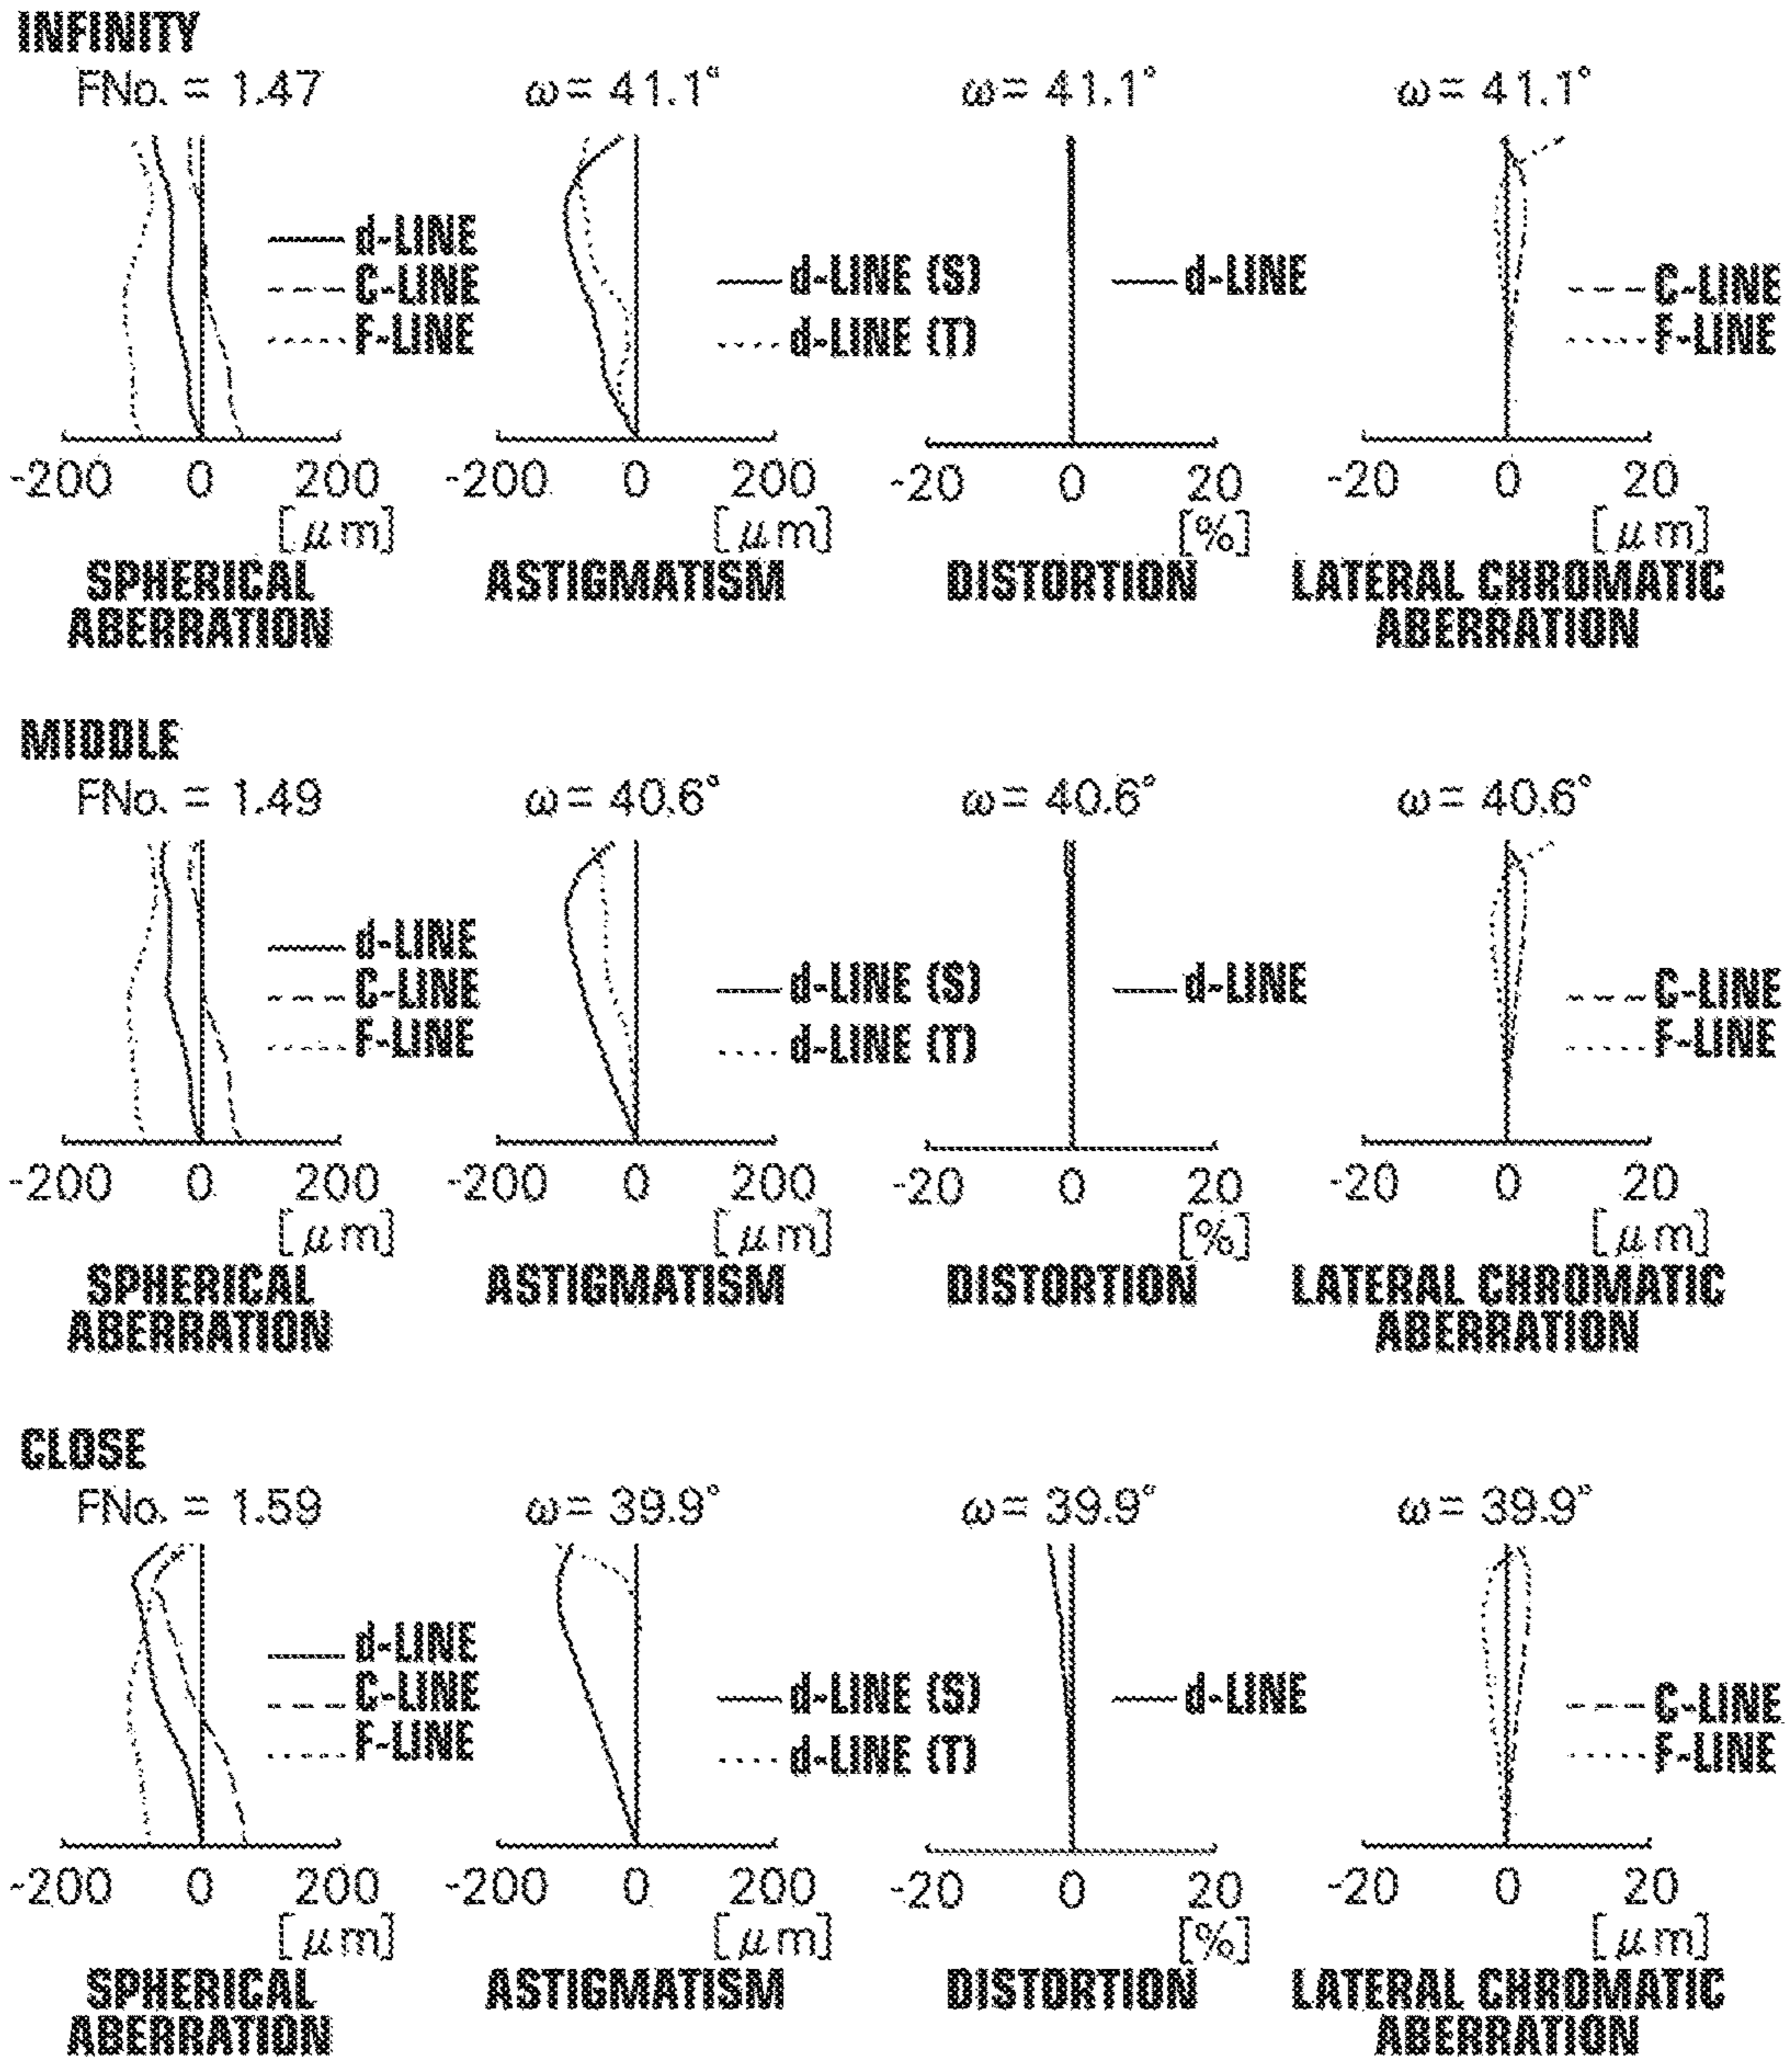 INFINITY
FNo. = 1.47
ω = 41.1°
ω = 41.1°
ω = 41.1°
d-LINE
C-LINE
F-LINE
d-LINE (S)
d-LINE (T)
d-LINE
C-LINE
F-LINE
-200 0 200
[μm]
-200 0 200
[μm]
-20 0 20
[%]
-20 0 20
[μm]
SPHERICAL
ABERRATION
ASTIGMATISM
DISTORTION
LATERAL CHROMATIC
ABERRATION
MIDDLE
FNo. = 1.49
ω = 40.6°
ω = 40.6°
ω = 40.6°
d-LINE
C-LINE
F-LINE
d-LINE (S)
d-LINE (T)
d-LINE
C-LINE
F-LINE
-200 0 200
[μm]
-200 0 200
[μm]
-20 0 20
[%]
-20 0 20
[μm]
SPHERICAL
ABERRATION
ASTIGMATISM
DISTORTION
LATERAL CHROMATIC
ABERRATION
CLOSE
FNo. = 1.59
ω = 39.9°
ω = 39.9°
ω = 39.9°
d-LINE
C-LINE
F-LINE
d-LINE (S)
d-LINE (T)
d-LINE
C-LINE
F-LINE
-200 0 200
[μm]
-200 0 200
[μm]
-20 0 20
[%]
-20 0 20
[μm]
SPHERICAL
ABERRATION
ASTIGMATISM
DISTORTION
LATERAL CHROMATIC
ABERRATION